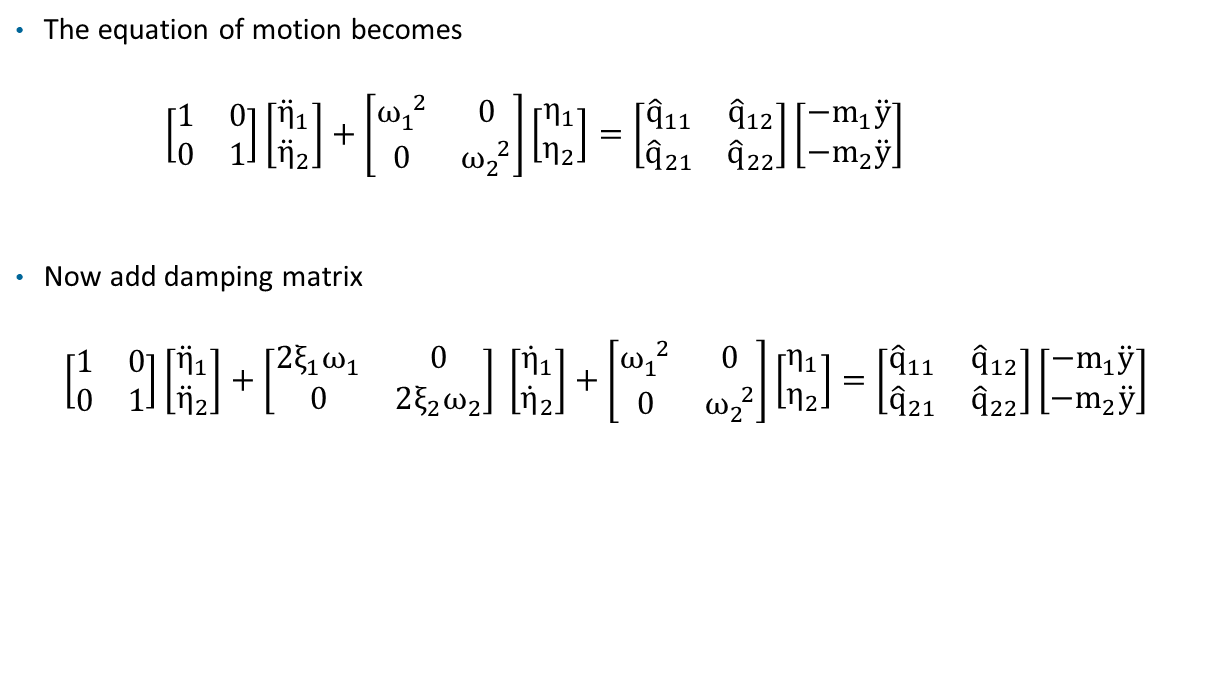 • The equation of motion becomes
[1 0; 0 1] [η̈₁; η̈₂] + [ω₁² 0; 0 ω₂²] [η₁; η₂] = [q̂₁₁ q̂₁₂; q̂₂₁ q̂₂₂] [−m₁ÿ; −m₂ÿ]
• Now add damping matrix
[1 0; 0 1] [η̈₁; η̈₂] + [2ξ₁ω₁ 0; 0 2ξ₂ω₂] [η̇₁; η̇₂] + [ω₁² 0; 0 ω₂²] [η₁; η₂] = [q̂₁₁ q̂₁₂; q̂₂₁ q̂₂₂] [−m₁ÿ; −m₂ÿ]